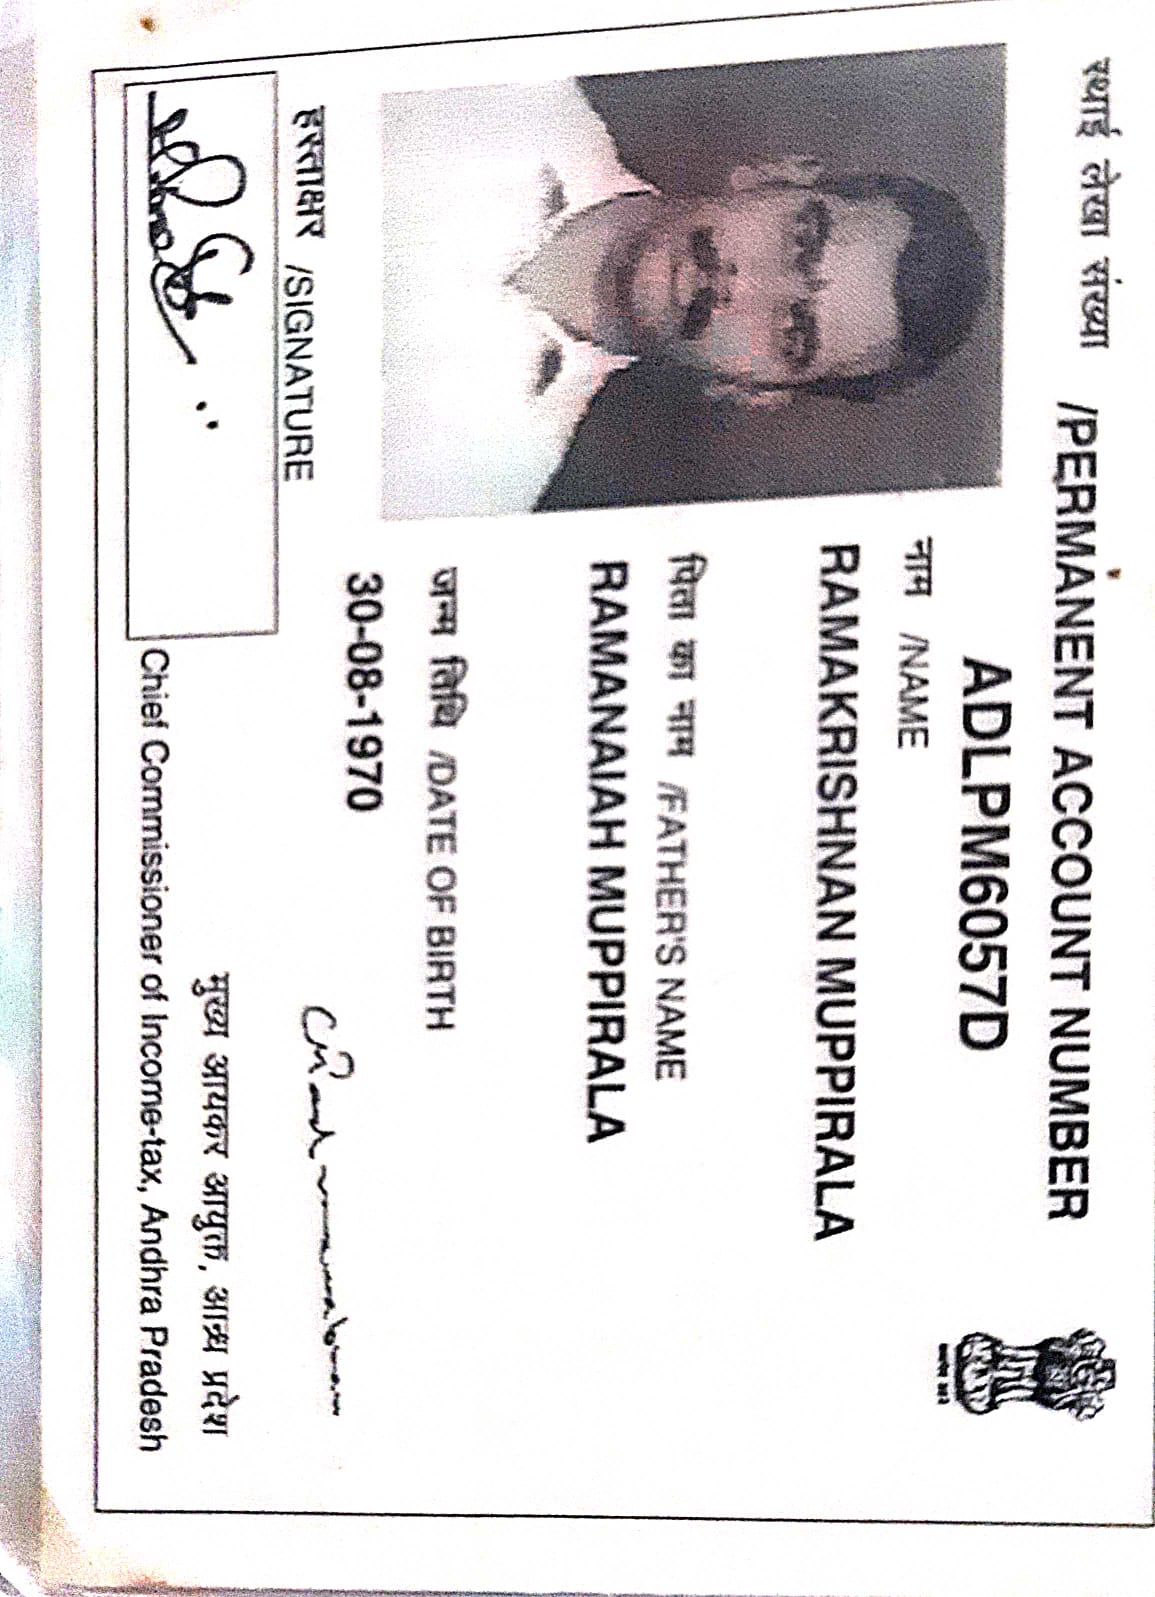 स्थाई लेखा संख्या /PERMANENT ACCOUNT NUMBER
ADLPM6057D
नाम /NAME
RAMAKRISHNAN MUPPIRALA
पिता का नाम /FATHER'S NAME
RAMANAIAH MUPPIRALA
जन्म तिथि /DATE OF BIRTH
30-08-1970
हस्ताक्षर /SIGNATURE
मुख्य आयकर आयुक्त, आन्ध्र प्रदेश
Chief Commissioner of Income-tax, Andhra Pradesh